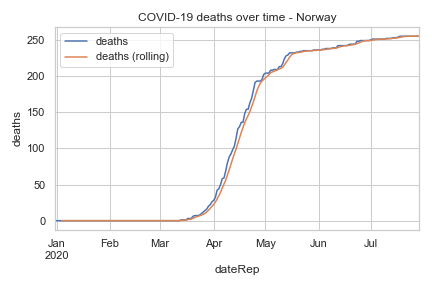 COVID-19 deaths over time - Norway
deaths
deaths (rolling)
250
200
150
100
50
0
deaths
Jan Feb Mar Apr May Jun Jul
2020
dateRep